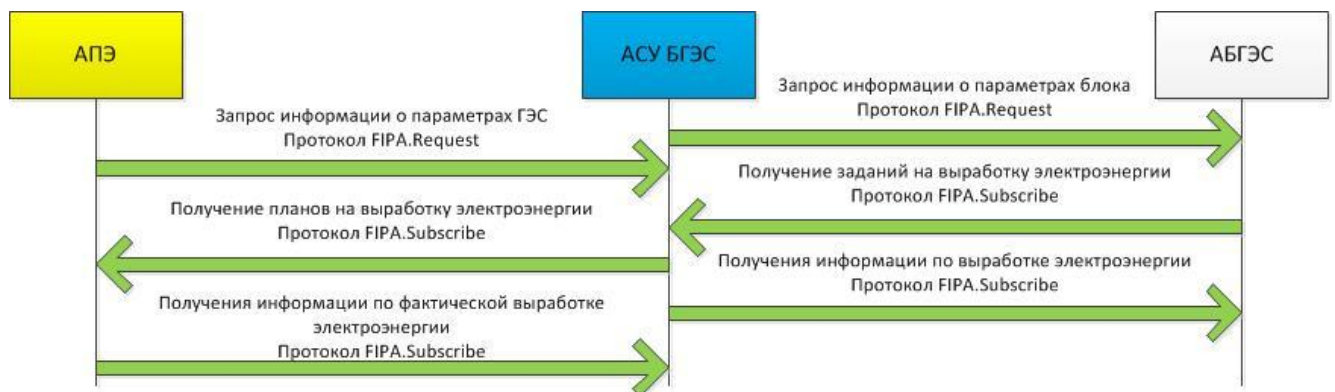 АПЭ
АСУ БГЭС
АБГЭС
Запрос информации о параметрах ГЭС
Протокол FIPA.Request
Запрос информации о параметрах блока
Протокол FIPA.Request
Получение заданий на выработку электроэнергии
Протокол FIPA.Subscribe
Получение планов на выработку электроэнергии
Протокол FIPA.Subscribe
Получения информации по выработке электроэнергии
Протокол FIPA.Subscribe
Получения информации по фактической выработке
электроэнергии
Протокол FIPA.Subscribe